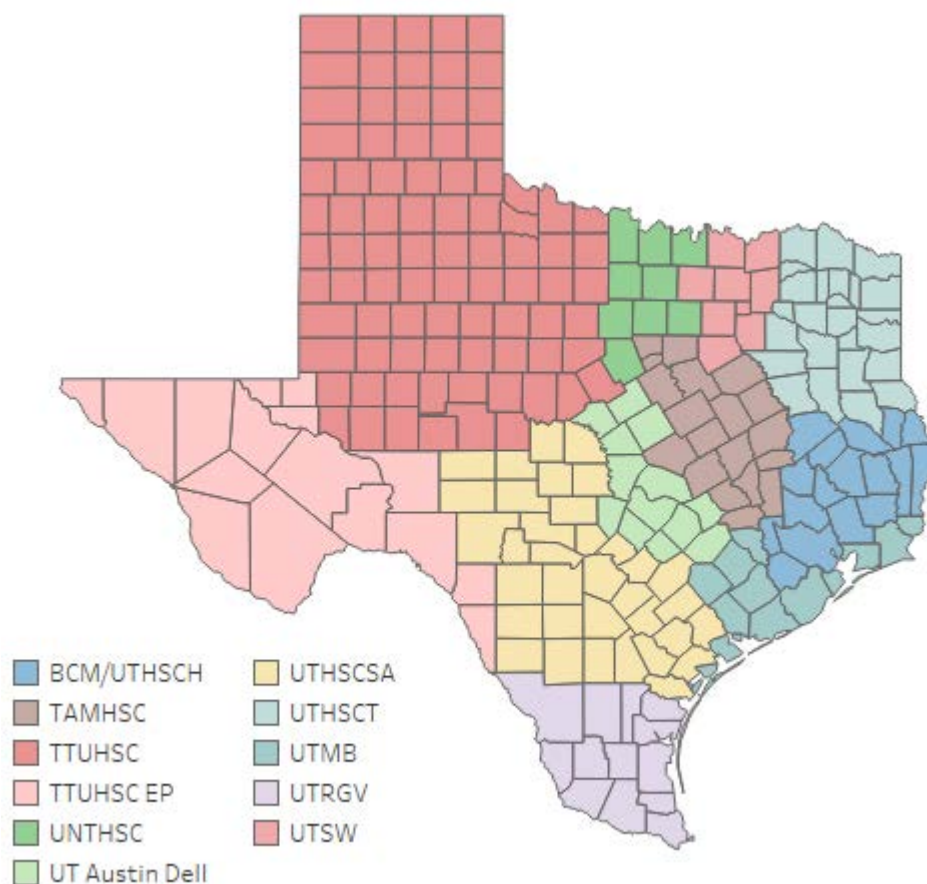 BCM/UTHSCH
TAMHSC
TTUHSC
TTUHSC EP
UNTHSC
UT Austin Dell
UTHSCSA
UTHSCT
UTMB
UTRGV
UTSW